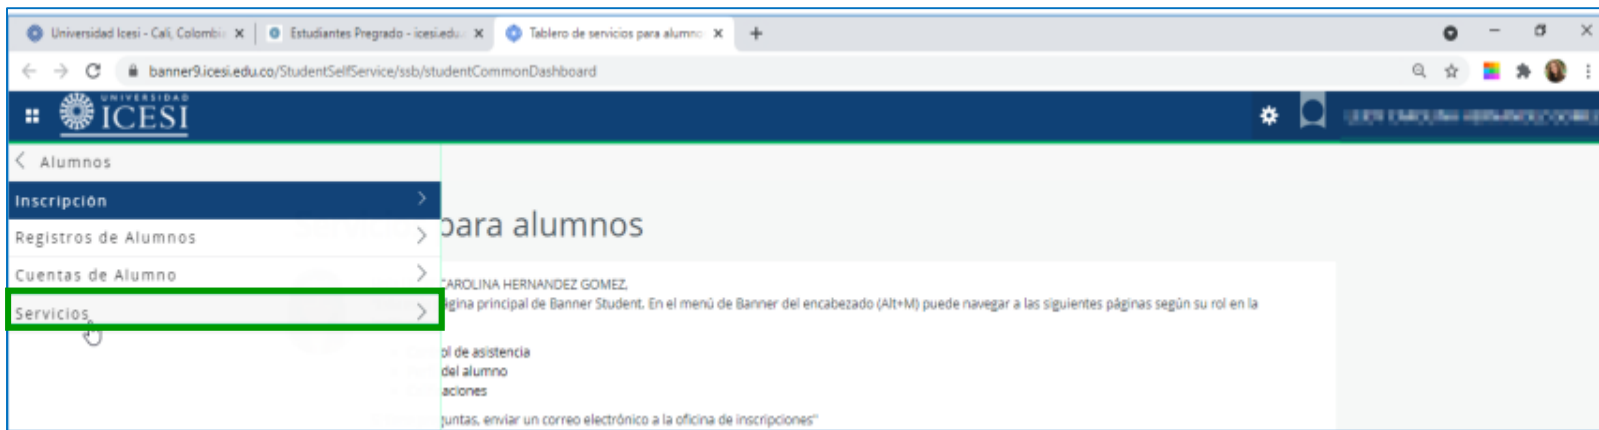 Universidad Icesi - Cali, Colombi
Estudiantes Pregrado - icesi.edu.
Tablero de servicios para alumno
banner9.icesi.edu.co/StudentSelfService/ssb/studentCommonDashboard
UNIVERSIDAD
ICESI
Alumnos
Inscripción
Registros de Alumnos
Cuentas de Alumno
Servicios
para alumnos
CAROLINA HERNANDEZ GOMEZ,
ágina principal de Banner Student. En el menú de Banner del encabezado (Alt+M) puede navegar a las siguientes páginas según su rol en la
ol de asistencia
del alumno
aciones
guntas, enviar un correo electrónico a la oficina de inscripciones"